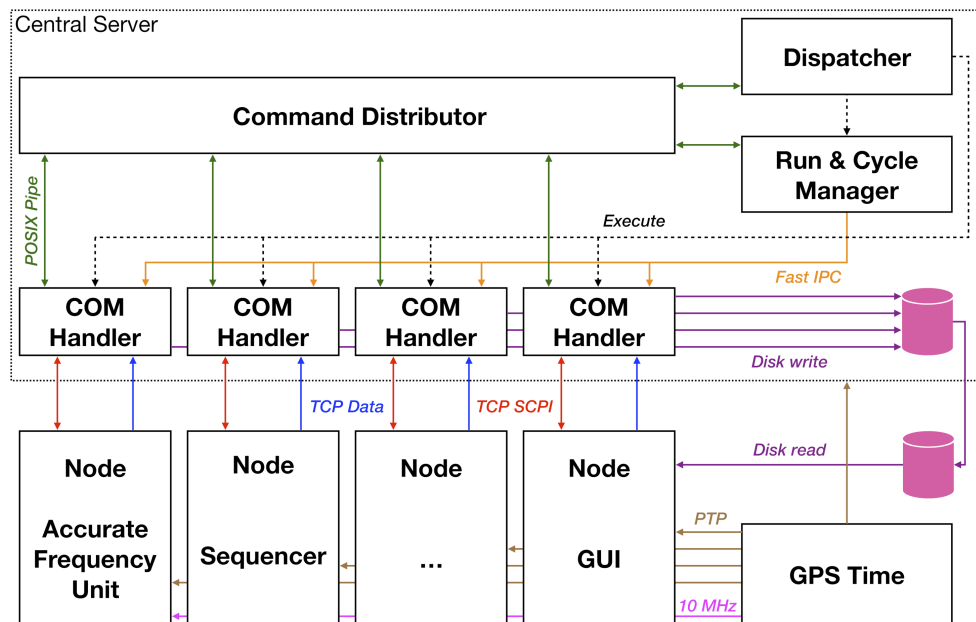 Central Server
Dispatcher
Command Distributor
Run & Cycle
Manager
POSIX Pipe
Execute
Fast IPC
COM
Handler
COM
Handler
COM
Handler
COM
Handler
Disk write
TCP Data
TCP SCPI
Node
Accurate
Frequency
Unit
Node
Sequencer
Node
...
Node
GUI
Disk read
PTP
GPS Time
10 MHz